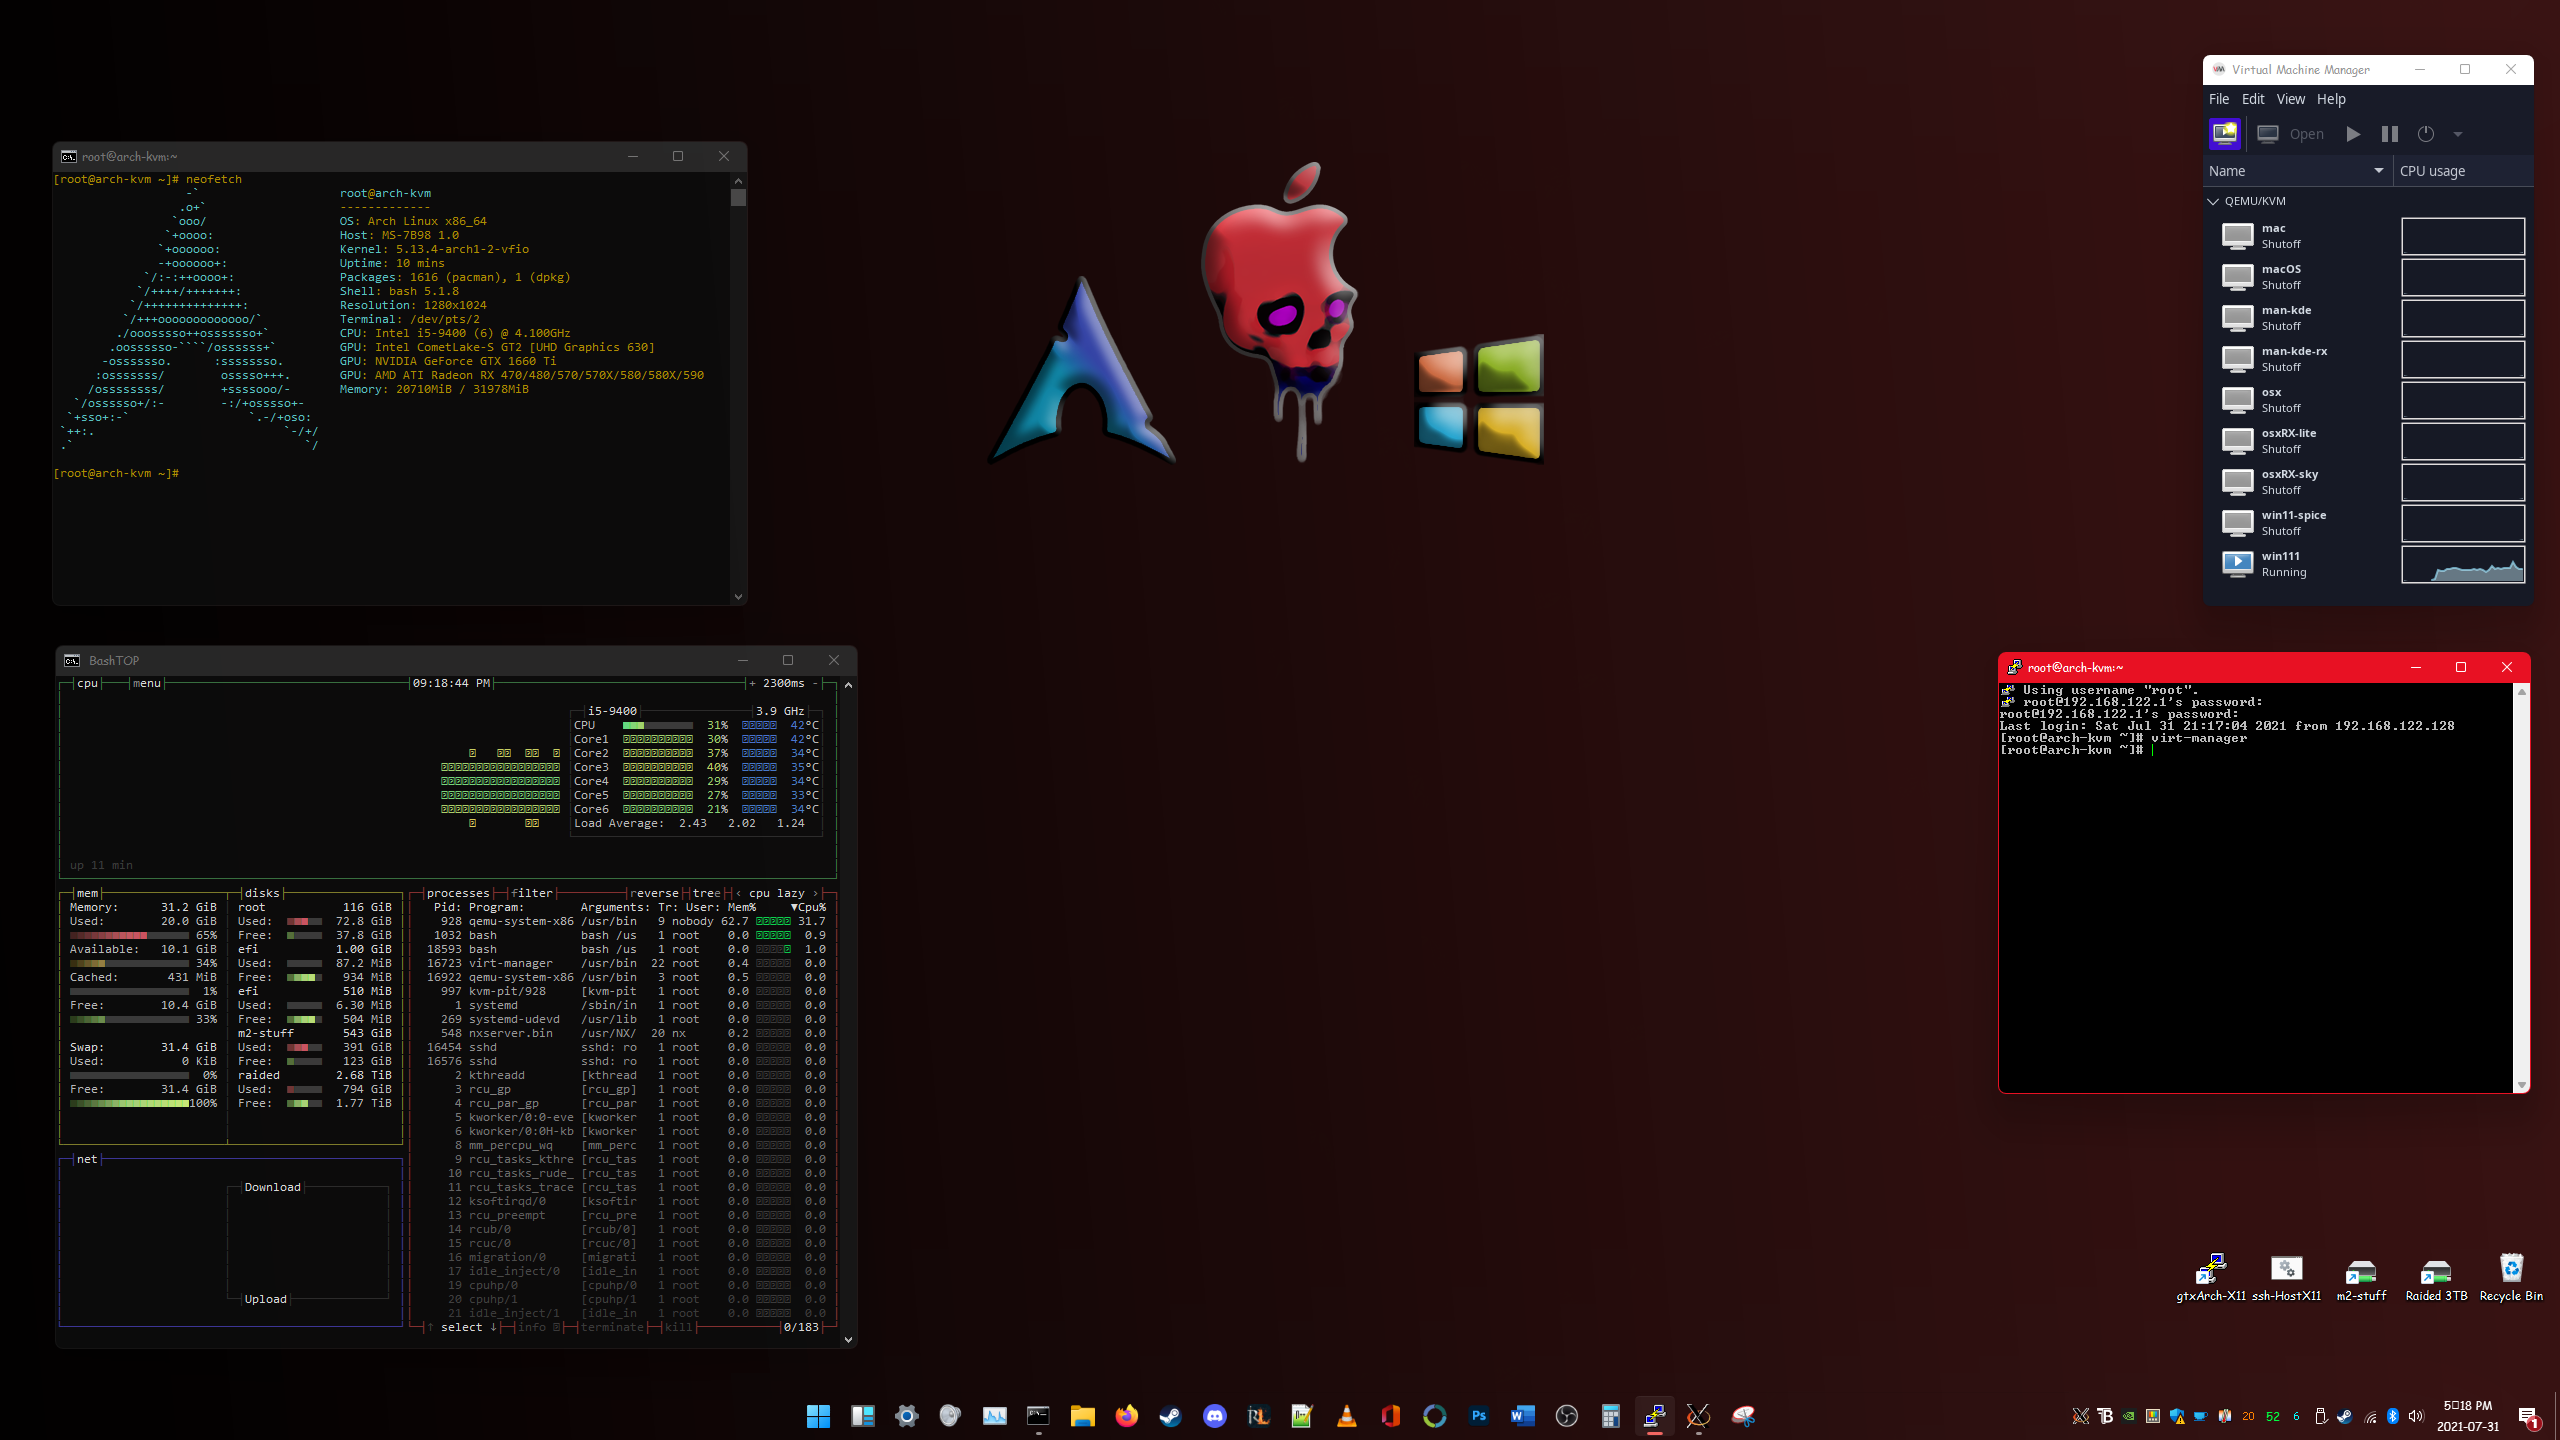 root@arch-kvm:~
[root@arch-kvm ~]# neofetch
root@arch-kvm
-------------
OS: Arch Linux x86_64
Host: MS-7B98 1.0
Kernel: 5.13.4-arch1-2-vfio
Uptime: 10 mins
Packages: 1616 (pacman), 1 (dpkg)
Shell: bash 5.1.8
Resolution: 1280x1024
Terminal: /dev/pts/2
CPU: Intel i5-9400 (6) @ 4.100GHz
GPU: Intel CometLake-S GT2 [UHD Graphics 630]
GPU: NVIDIA GeForce GTX 1660 Ti
GPU: AMD ATI Radeon RX 470/480/570/570X/580/580X/590
Memory: 20710MiB / 31978MiB
[root@arch-kvm ~]#
Virtual Machine Manager
File Edit View Help
Open
Name CPU usage
QEMU/KVM
mac
Shutoff
macOS
Shutoff
man-kde
Shutoff
man-kde-rx
Shutoff
osx
Shutoff
osxRX-lite
Shutoff
osxRX-sky
Shutoff
win11-spice
Shutoff
win111
Running
BashTOP
cpu menu 09:18:44 PM + 2300ms -
i5-9400 3.9 GHz
CPU 31% 42°C
Core1 30% 42°C
Core2 37% 34°C
Core3 40% 35°C
Core4 29% 34°C
Core5 27% 33°C
Core6 21% 34°C
Load Average: 2.43 2.02 1.24
up 11 min
mem
Memory: 31.2 GiB
Used: 20.0 GiB
65%
Available: 10.1 GiB
34%
Cached: 431 MiB
1%
Free: 10.4 GiB
33%
Swap: 31.4 GiB
Used: 0 KiB
0%
Free: 31.4 GiB
100%
disks
root 116 GiB
Used: 72.8 GiB
Free: 37.8 GiB
efi 1.00 GiB
Used: 87.2 MiB
Free: 934 MiB
efi 510 MiB
Used: 6.30 MiB
Free: 504 MiB
m2-stuff 543 GiB
Used: 391 GiB
Free: 123 GiB
raided 2.68 TiB
Used: 794 GiB
Free: 1.77 TiB
net
Download
Upload
processes filter reverse tree ‹ cpu lazy ›
Pid: Program: Arguments: Tr: User: Mem% ▼Cpu%
928 qemu-system-x86 /usr/bin 9 nobody 62.7 31.7
1032 bash bash /us 1 root 0.0 0.9
18593 bash bash /us 1 root 0.0 1.0
16723 virt-manager /usr/bin 22 root 0.4 0.0
16922 qemu-system-x86 /usr/bin 3 root 0.5 0.0
997 kvm-pit/928 [kvm-pit 1 root 0.0 0.0
1 systemd /sbin/in 1 root 0.0 0.0
269 systemd-udevd /usr/lib 1 root 0.0 0.0
548 nxserver.bin /usr/NX/ 20 nx 0.2 0.0
16454 sshd sshd: ro 1 root 0.0 0.0
16576 sshd sshd: ro 1 root 0.0 0.0
2 kthreadd [kthread 1 root 0.0 0.0
3 rcu_gp [rcu_gp] 1 root 0.0 0.0
4 rcu_par_gp [rcu_par 1 root 0.0 0.0
5 kworker/0:0-eve [kworker 1 root 0.0 0.0
6 kworker/0:0H-kb [kworker 1 root 0.0 0.0
8 mm_percpu_wq [mm_perc 1 root 0.0 0.0
9 rcu_tasks_kthre [rcu_tas 1 root 0.0 0.0
10 rcu_tasks_rude_ [rcu_tas 1 root 0.0 0.0
11 rcu_tasks_trace [rcu_tas 1 root 0.0 0.0
12 ksoftirqd/0 [ksoftir 1 root 0.0 0.0
13 rcu_preempt [rcu_pre 1 root 0.0 0.0
14 rcub/0 [rcub/0] 1 root 0.0 0.0
15 rcuc/0 [rcuc/0] 1 root 0.0 0.0
16 migration/0 [migrati 1 root 0.0 0.0
17 idle_inject/0 [idle_in 1 root 0.0 0.0
19 cpuhp/0 [cpuhp/0 1 root 0.0 0.0
20 cpuhp/1 [cpuhp/1 1 root 0.0 0.0
21 idle_inject/1 [idle_in 1 root 0.0 0.0
↑ select ↓ info terminate kill 0/183
root@arch-kvm:~
Using username "root".
root@192.168.122.1's password:
root@192.168.122.1's password:
Last login: Sat Jul 31 21:17:04 2021 from 192.168.122.128
[root@arch-kvm ~]# virt-manager
[root@arch-kvm ~]#
gtxArch-X11 ssh-HostX11 m2-stuff Raided 3TB Recycle Bin
RL Ps W
20 52 6
5□18 PM
2021-07-31
1